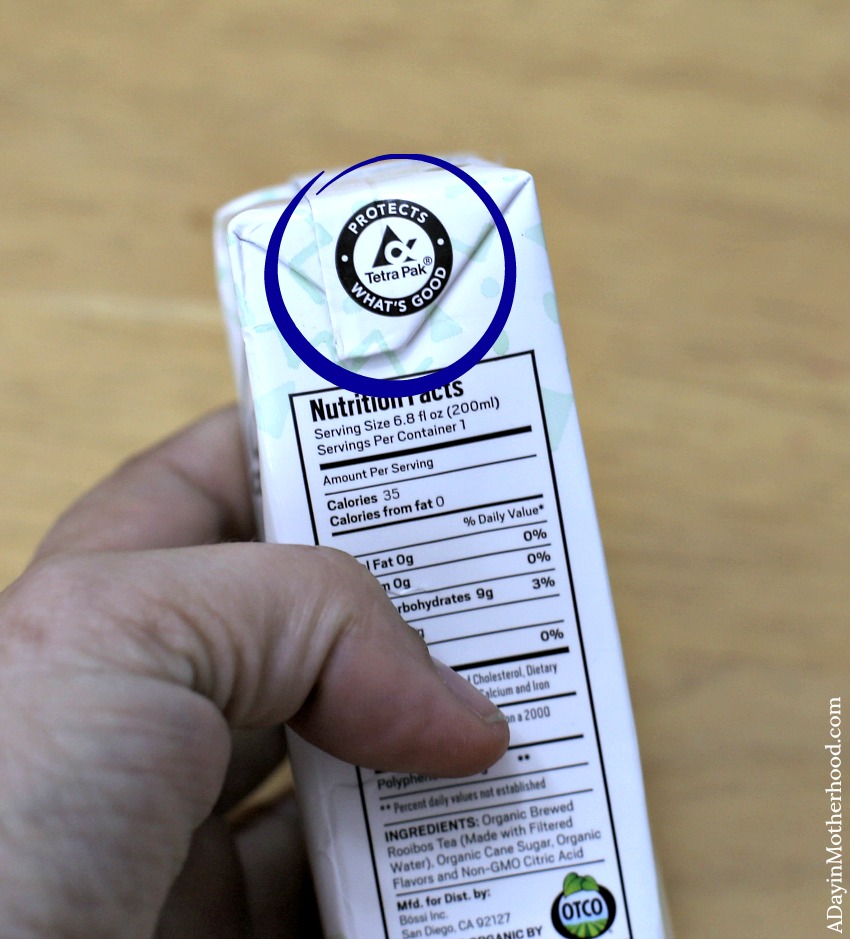 PROTECTS
Tetra Pak®
WHAT'S GOOD
Nutrition Facts
Serving Size 6.8 fl oz (200ml)
Servings Per Container 1
Amount Per Serving
Calories 35
Calories from fat 0
% Daily Value*
Fat 0g 0%
0g 0%
9g 3%
0%
Cholesterol, Dietary
Calcium and Iron
on a 2000
**
** Percent daily values not established
INGREDIENTS: Organic Brewed
Rooibos Tea (Made with Filtered
Water), Organic Cane Sugar, Organic
Flavors and Non-GMO Citric Acid
Mfd. for Dist. by:
Bossi Inc.
San Diego, CA 92127
ORGANIC BY
OTCO
ADayinMotherhood.com